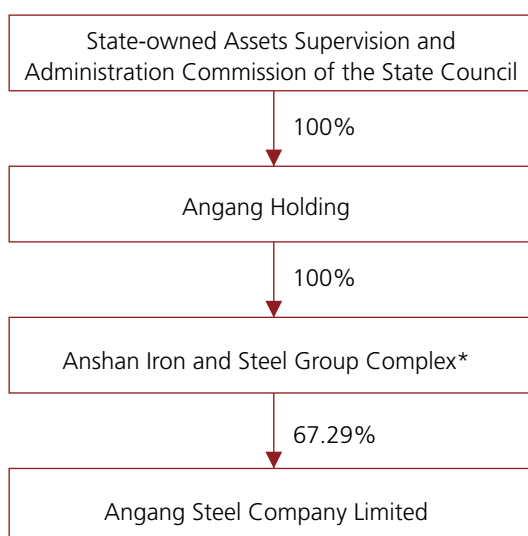 State-owned Assets Supervision and
Administration Commission of the State Council
100%
Angang Holding
100%
Anshan Iron and Steel Group Complex*
67.29%
Angang Steel Company Limited